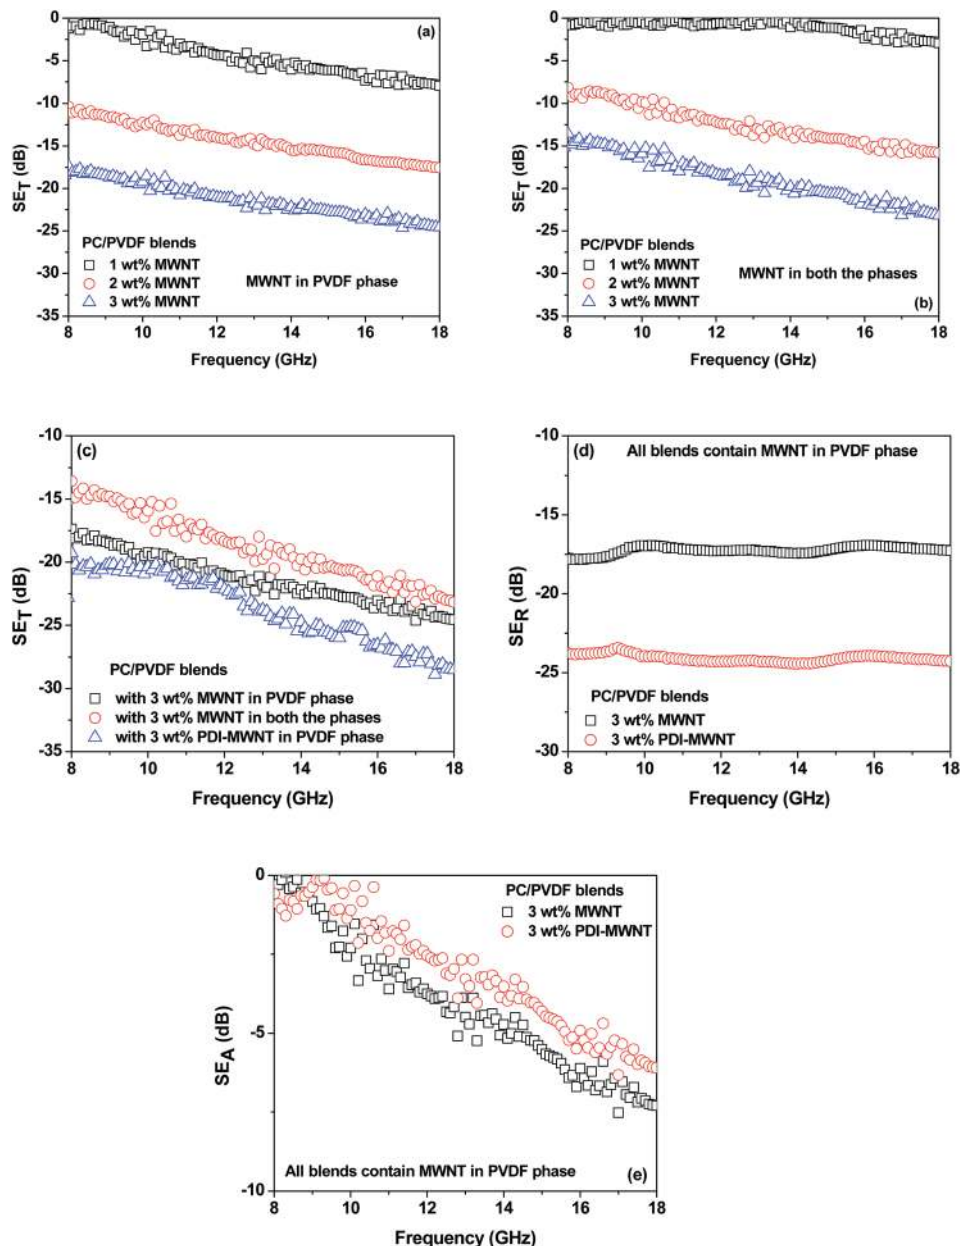 (a)
SE_T (dB)
0
-5
-10
-15
-20
-25
-30
-35
PC/PVDF blends
1 wt% MWNT
2 wt% MWNT
3 wt% MWNT
MWNT in PVDF phase
8 10 12 14 16 18
Frequency (GHz)
SE_T (dB)
0
-5
-10
-15
-20
-25
-30
-35
PC/PVDF blends
1 wt% MWNT
2 wt% MWNT
3 wt% MWNT
MWNT in both the phases
(b)
8 10 12 14 16 18
Frequency (GHz)
(c)
SE_T (dB)
-10
-15
-20
-25
-30
-35
PC/PVDF blends
with 3 wt% MWNT in PVDF phase
with 3 wt% MWNT in both the phases
with 3 wt% PDI-MWNT in PVDF phase
8 10 12 14 16 18
Frequency (GHz)
(d) All blends contain MWNT in PVDF phase
SE_R (dB)
-10
-15
-20
-25
-30
PC/PVDF blends
3 wt% MWNT
3 wt% PDI-MWNT
8 10 12 14 16 18
Frequency (GHz)
SE_A (dB)
0
-5
-10
PC/PVDF blends
3 wt% MWNT
3 wt% PDI-MWNT
All blends contain MWNT in PVDF phase
(e)
8 10 12 14 16 18
Frequency (GHz)